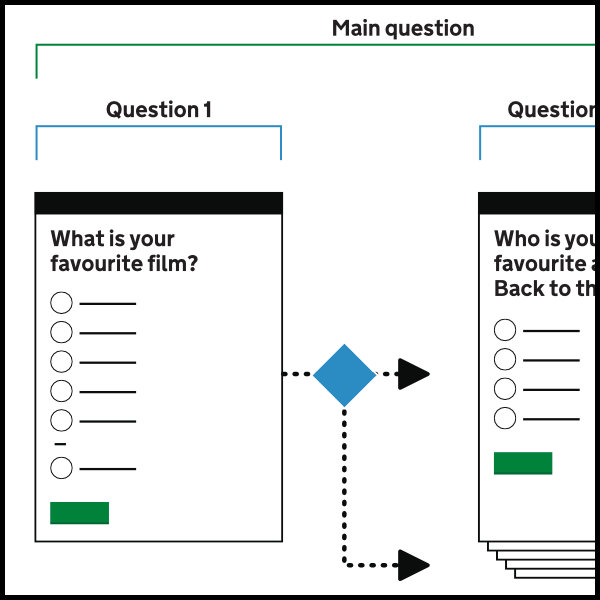 Main question
Question 1
Question
What is your
favourite film?
Who is you
favourite a
Back to th